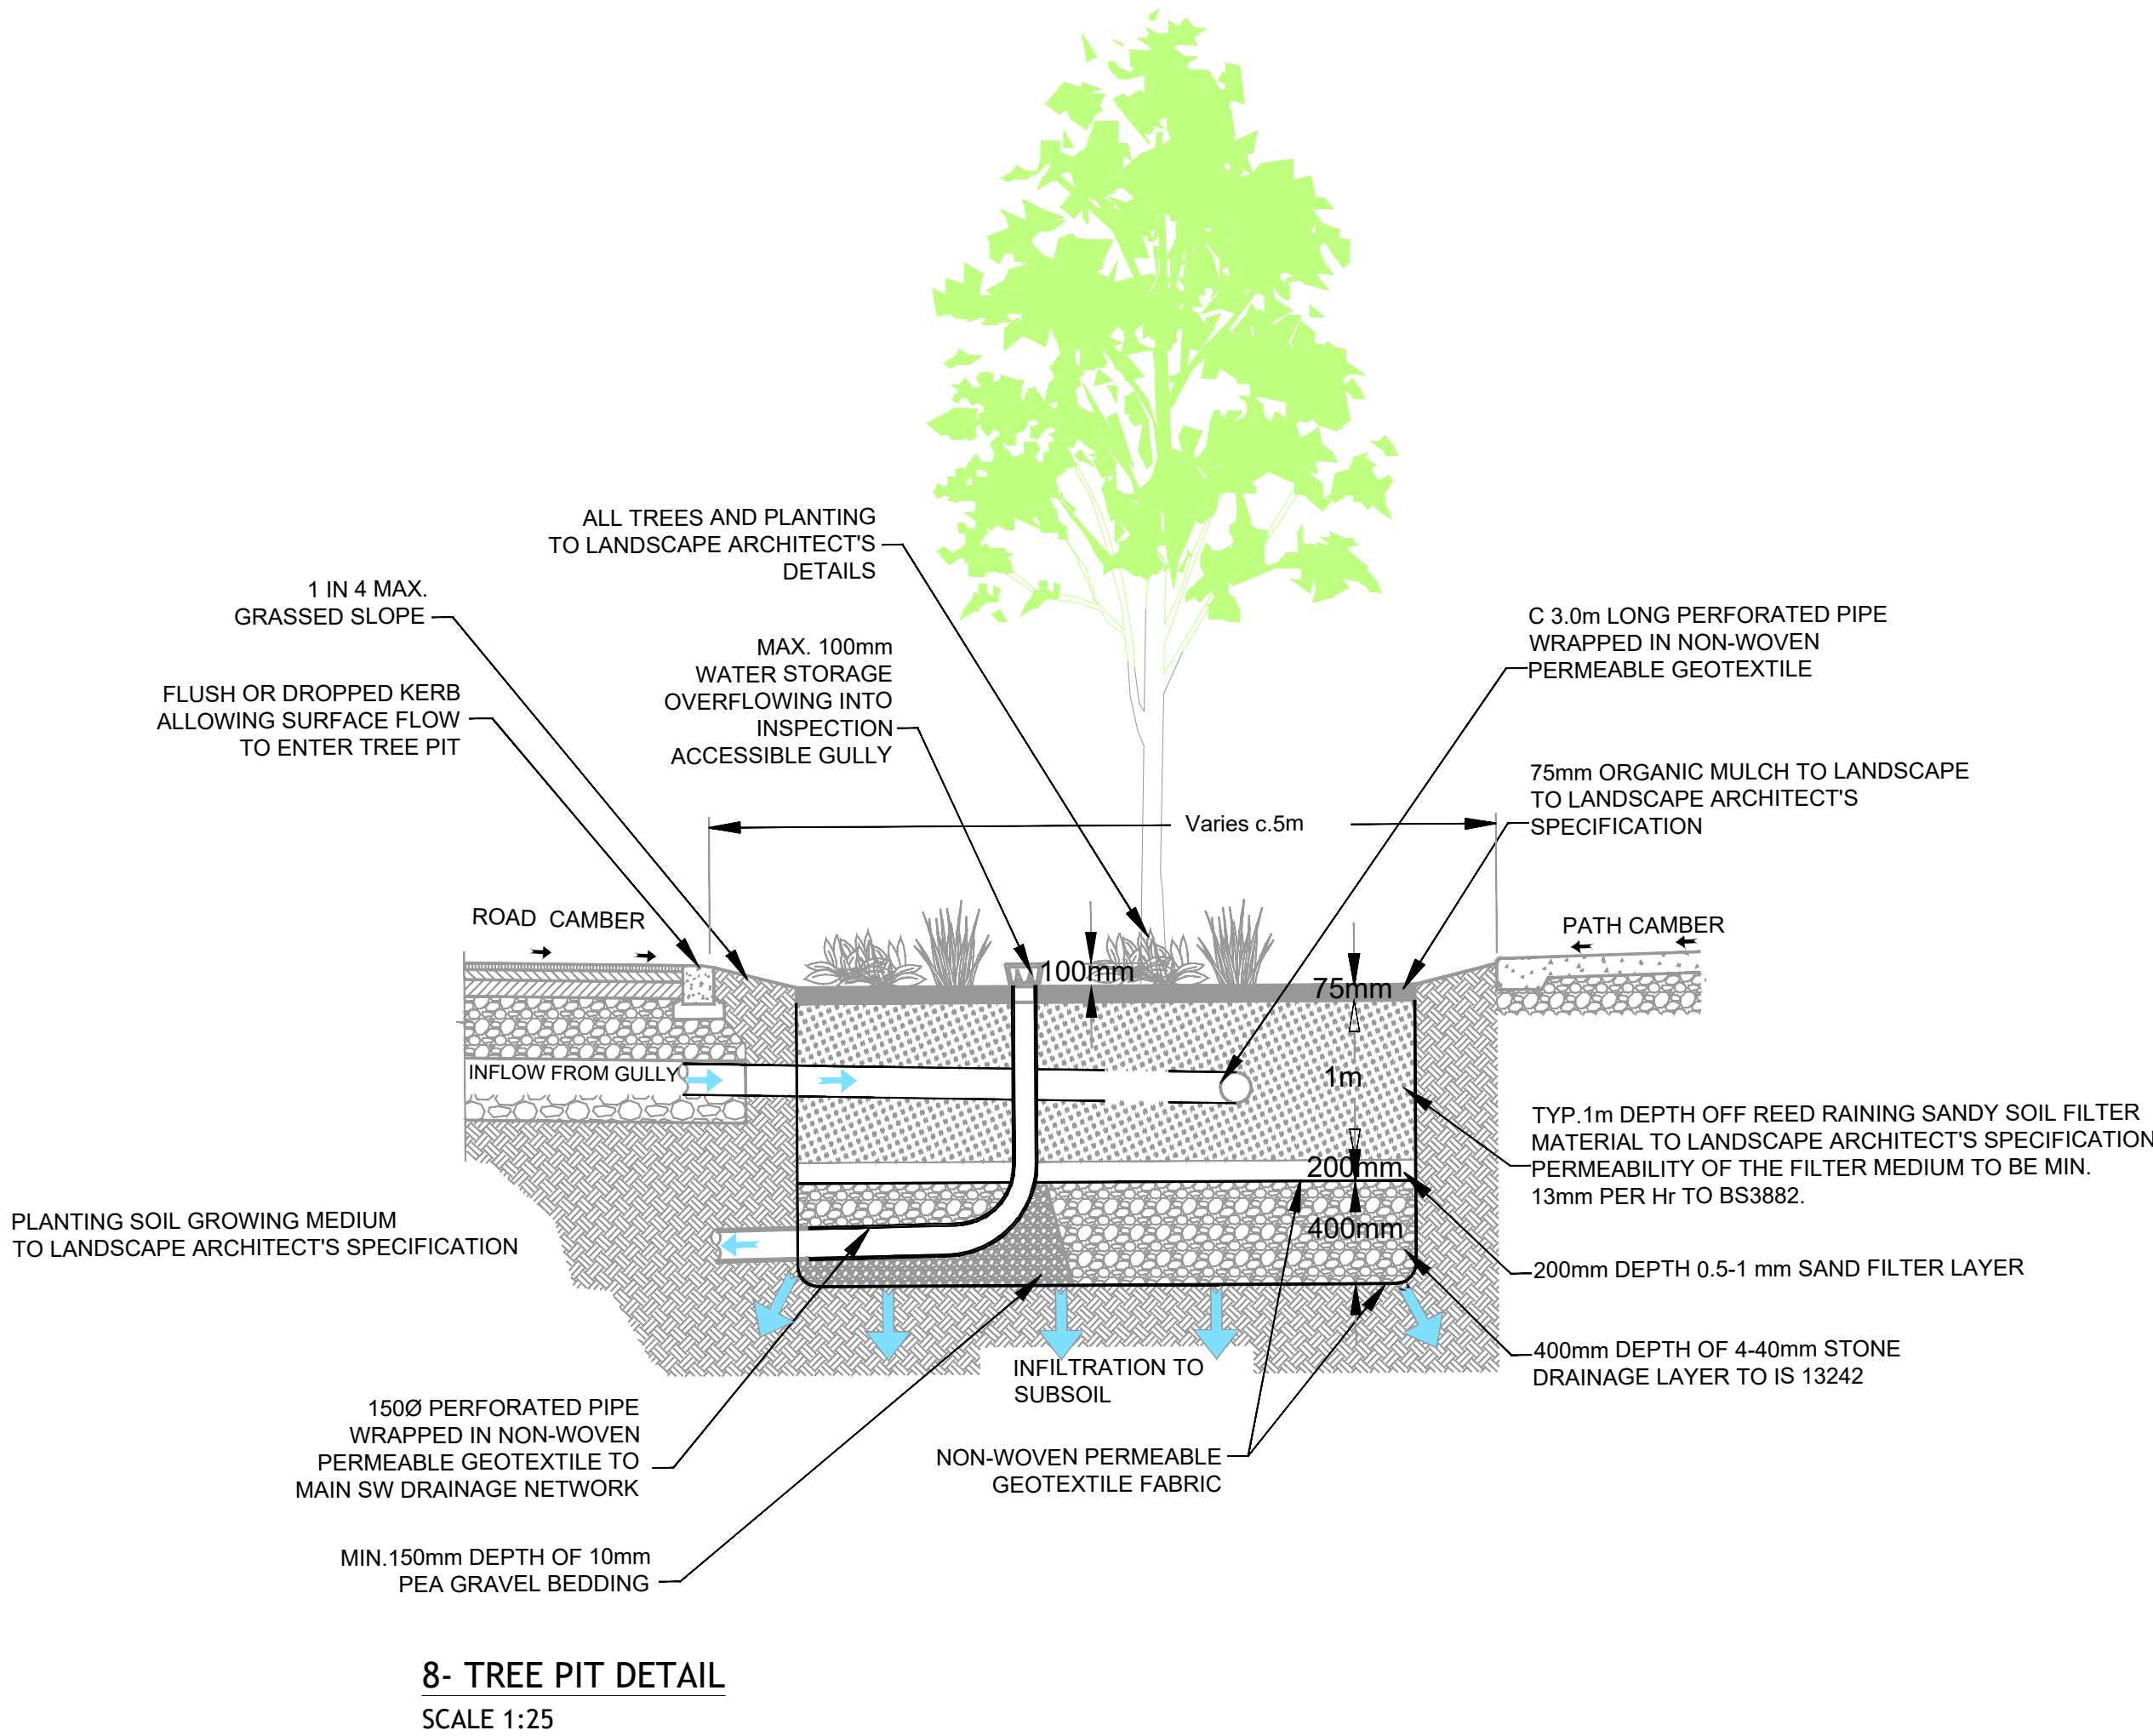 ALL TREES AND PLANTING
TO LANDSCAPE ARCHITECT'S
DETAILS
1 IN 4 MAX.
GRASSED SLOPE
FLUSH OR DROPPED KERB
ALLOWING SURFACE FLOW
TO ENTER TREE PIT
MAX. 100mm
WATER STORAGE
OVERFLOWING INTO
INSPECTION
ACCESSIBLE GULLY
C 3.0m LONG PERFORATED PIPE
WRAPPED IN NON-WOVEN
PERMEABLE GEOTEXTILE
75mm ORGANIC MULCH TO LANDSCAPE
TO LANDSCAPE ARCHITECT'S
SPECIFICATION
Varies c.5m
ROAD CAMBER
PATH CAMBER
100mm
75mm
INFLOW FROM GULLY
1m
TYP.1m DEPTH OFF REED RAINING SANDY SOIL FILTER
MATERIAL TO LANDSCAPE ARCHITECT'S SPECIFICATION
PERMEABILITY OF THE FILTER MEDIUM TO BE MIN.
13mm PER Hr TO BS3882.
200mm
400mm
PLANTING SOIL GROWING MEDIUM
TO LANDSCAPE ARCHITECT'S SPECIFICATION
200mm DEPTH 0.5-1 mm SAND FILTER LAYER
400mm DEPTH OF 4-40mm STONE
DRAINAGE LAYER TO IS 13242
INFILTRATION TO
SUBSOIL
150Ø PERFORATED PIPE
WRAPPED IN NON-WOVEN
PERMEABLE GEOTEXTILE TO
MAIN SW DRAINAGE NETWORK
NON-WOVEN PERMEABLE
GEOTEXTILE FABRIC
MIN.150mm DEPTH OF 10mm
PEA GRAVEL BEDDING
8- TREE PIT DETAIL
SCALE 1:25